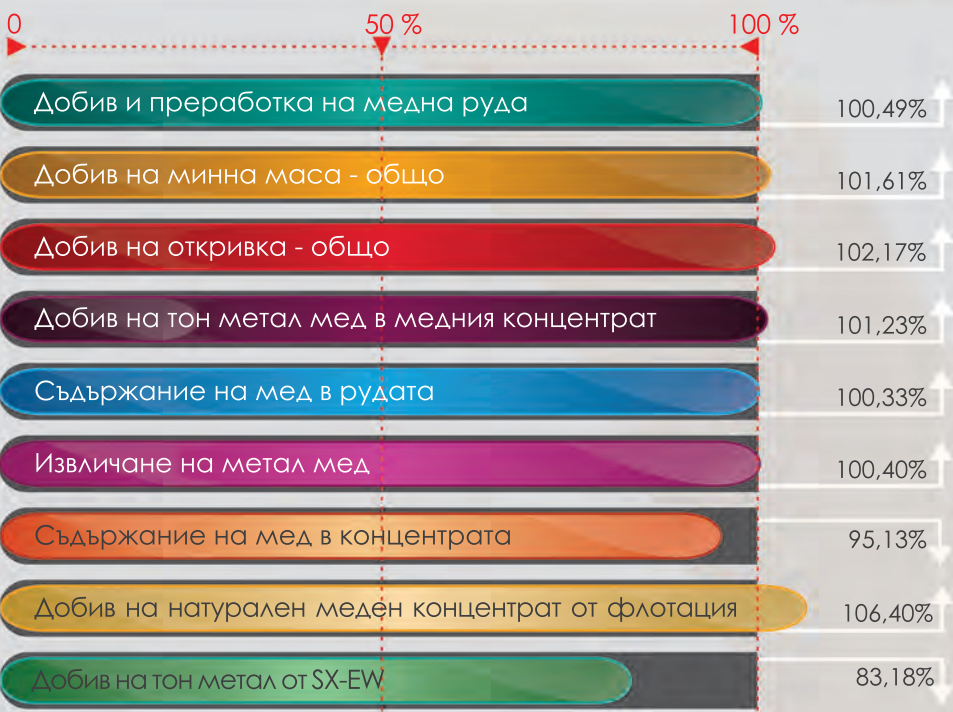 0 50 % 100 %
Добив и преработка на медна руда 100,49%
Добив на минна маса - общо 101,61%
Добив на откривка - общо 102,17%
Добив на тон метал мед в медния концентрат 101,23%
Съдържание на мед в рудата 100,33%
Извличане на метал мед 100,40%
Съдържание на мед в концентрата 95,13%
Добив на натурален меден концентрат от флотация 106,40%
Добив на тон метал от SX-EW 83,18%